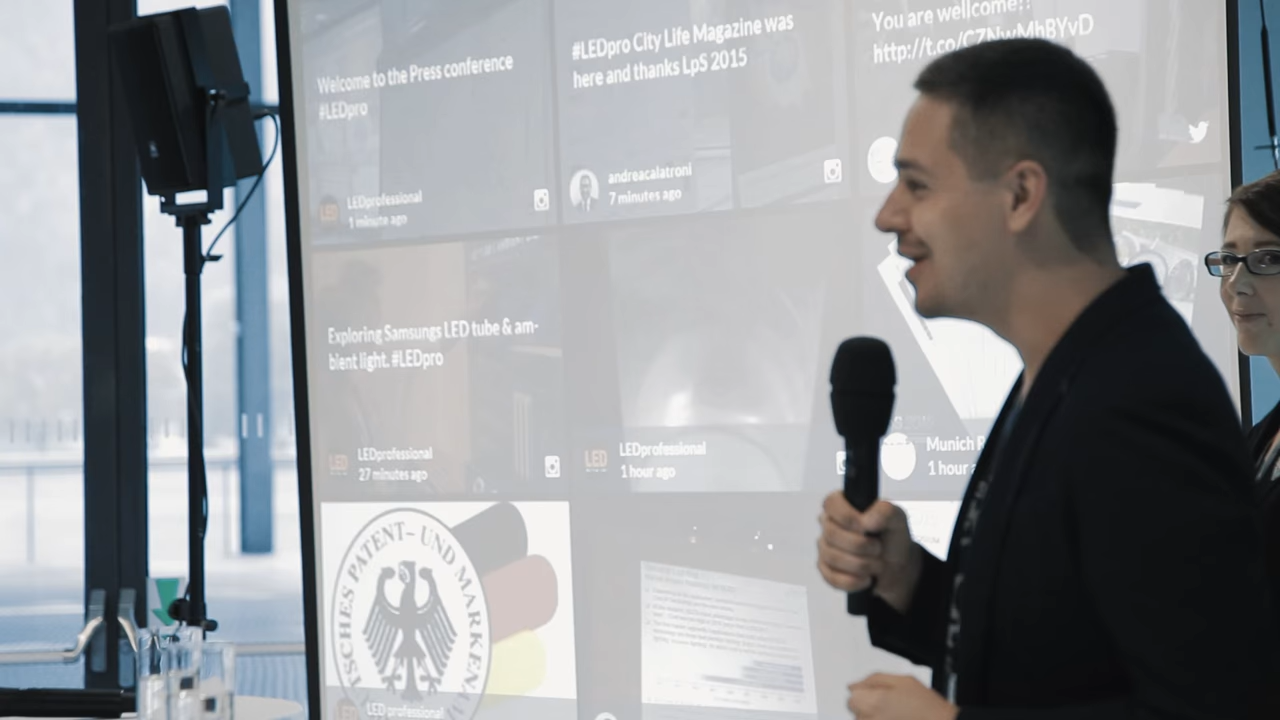 Welcome to the Press conference
#LEDpro
LEDprofessional
1 minute ago
#LEDpro City Life Magazine was
here and thanks LpS 2015
andreacalatroni
7 minutes ago
You are wellcome!!
http://t.co/CZNwMhBYvD
Exploring Samsungs LED tube & am-
bient light. #LEDpro
LED
LEDprofessional
27 minutes ago
LED
LEDprofessional
1 hour ago
Munich
1 hour
PATENT- UND MARKEN
LED professional